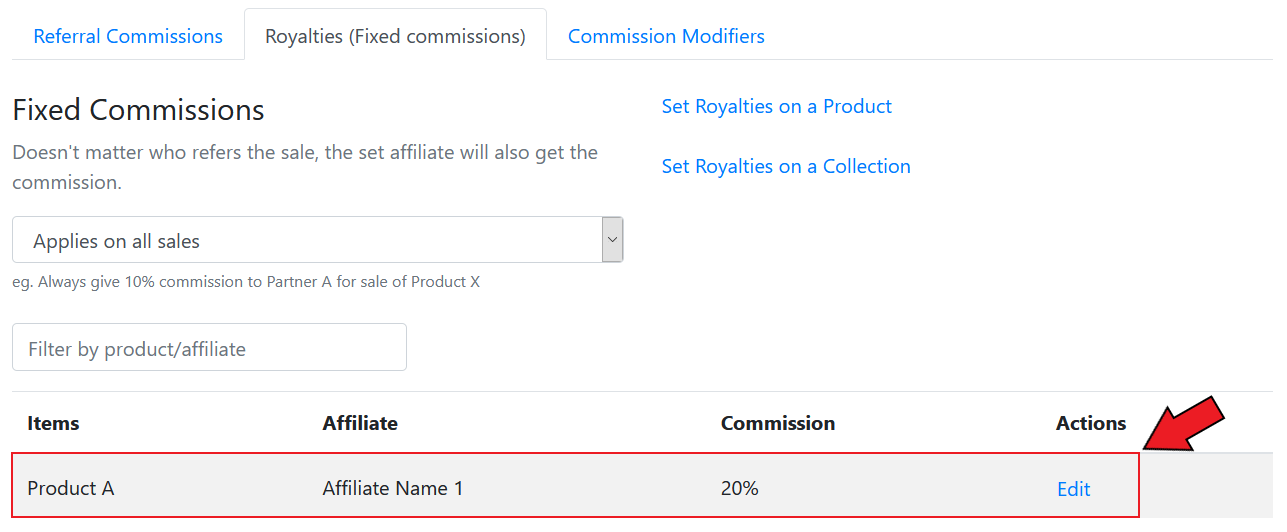 Referral Commissions Royalties (Fixed commissions) Commission Modifiers
Fixed Commissions
Doesn't matter who refers the sale, the set affiliate will also get the
commission.
Applies on all sales
eg. Always give 10% commission to Partner A for sale of Product X
Set Royalties on a Product
Set Royalties on a Collection
Filter by product/affiliate
Items Affiliate Commission Actions
Product A Affiliate Name 1 20% Edit